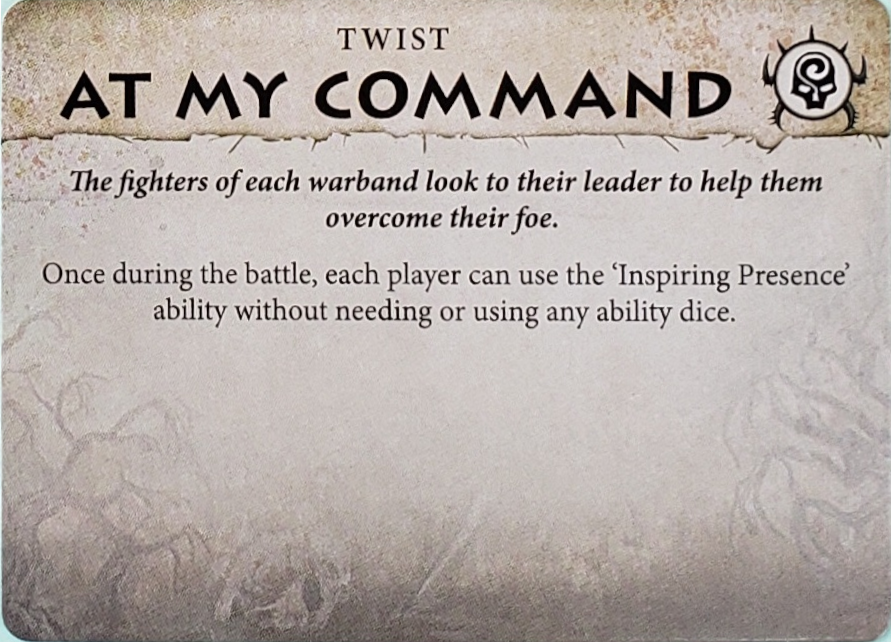 TWIST
AT MY COMMAND
The fighters of each warband look to their leader to help them
overcome their foe.
Once during the battle, each player can use the ‘Inspiring Presence’
ability without needing or using any ability dice.